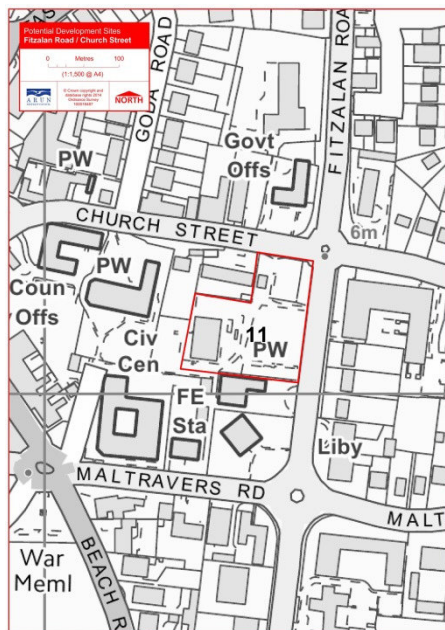 Potential Development Sites
Fitzalan Road / Church Street
0 Metres 100
(1:1,500 @ A4)
ARUN
NORTH
GODA ROAD
FITZALAN ROA
PW
Govt
Offs
CHURCH STREET
6m
PW
Coun
Offs
Civ
Cen
11
PW
FE
Sta
Liby
MALTRAVERS RD
MALT
War
Meml
BEACH R